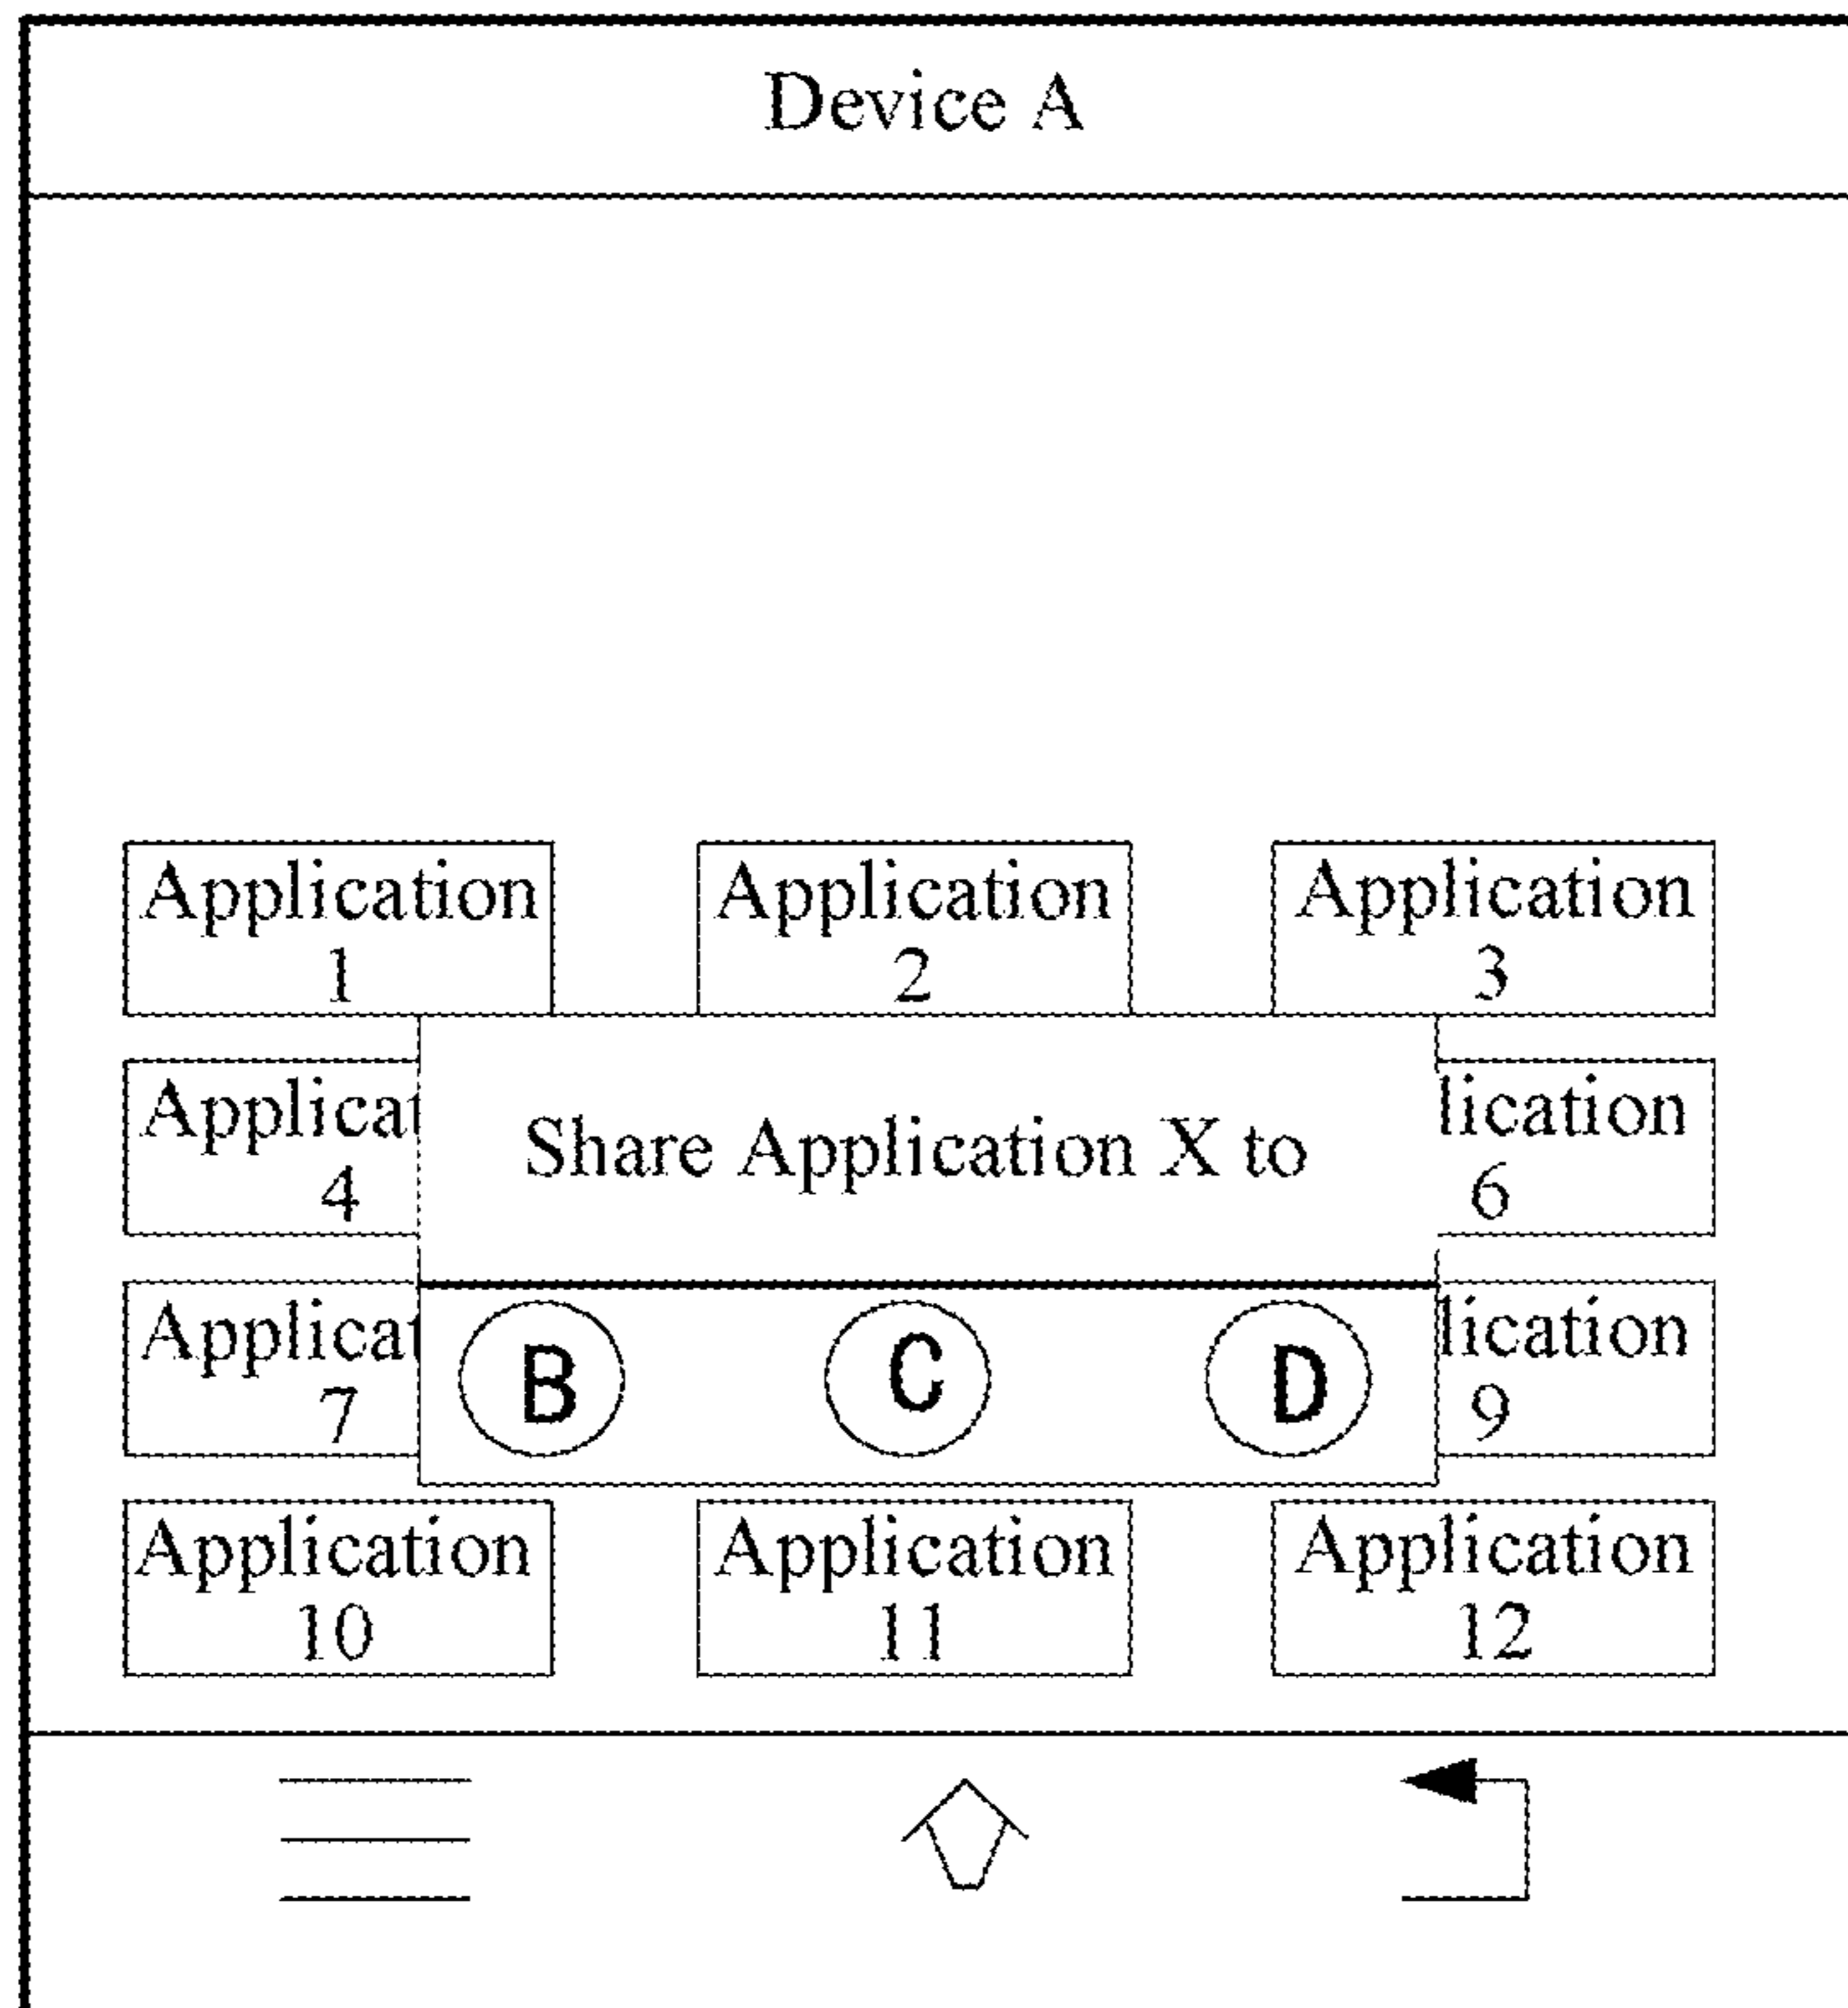 Device A
Application
1
Application
2
Application
3
Applicat
4
Share Application X to
lication
6
Applicat
7
B
C
D
lication
9
Application
10
Application
11
Application
12